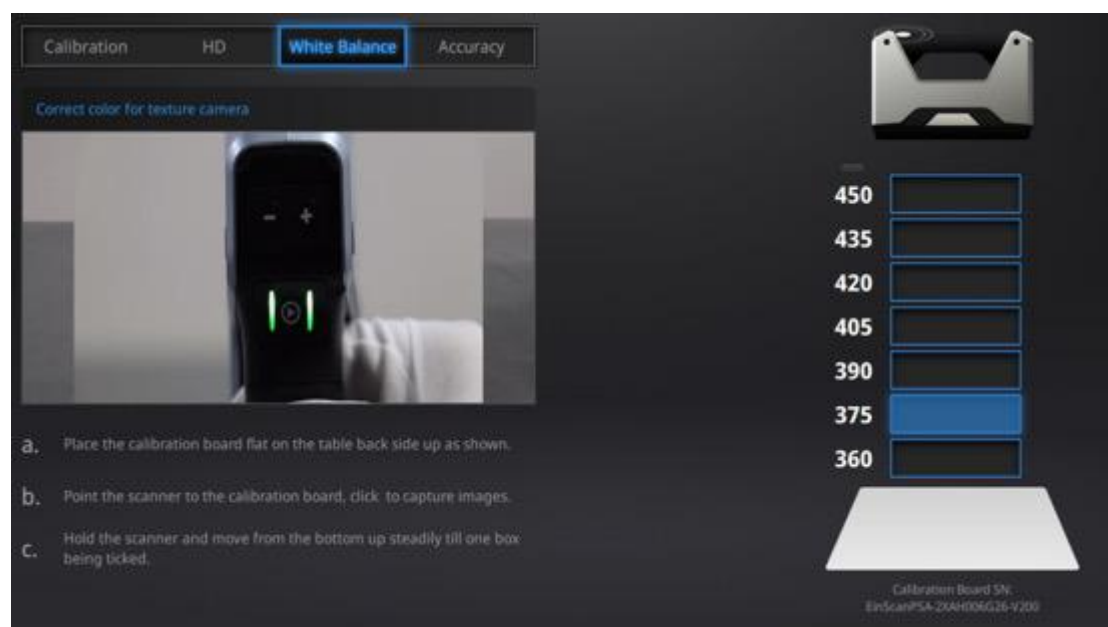 Calibration HD White Balance Accuracy
Correct color for texture camera
- +
a. Place the calibration board flat on the table back side up as shown.
b. Point the scanner to the calibration board, click to capture images.
c. Hold the scanner and move from the bottom up steadily till one box
being ticked.
450
435
420
405
390
375
360
Calibration Board SN:
EinScanPSA-2XAH006G26-V200